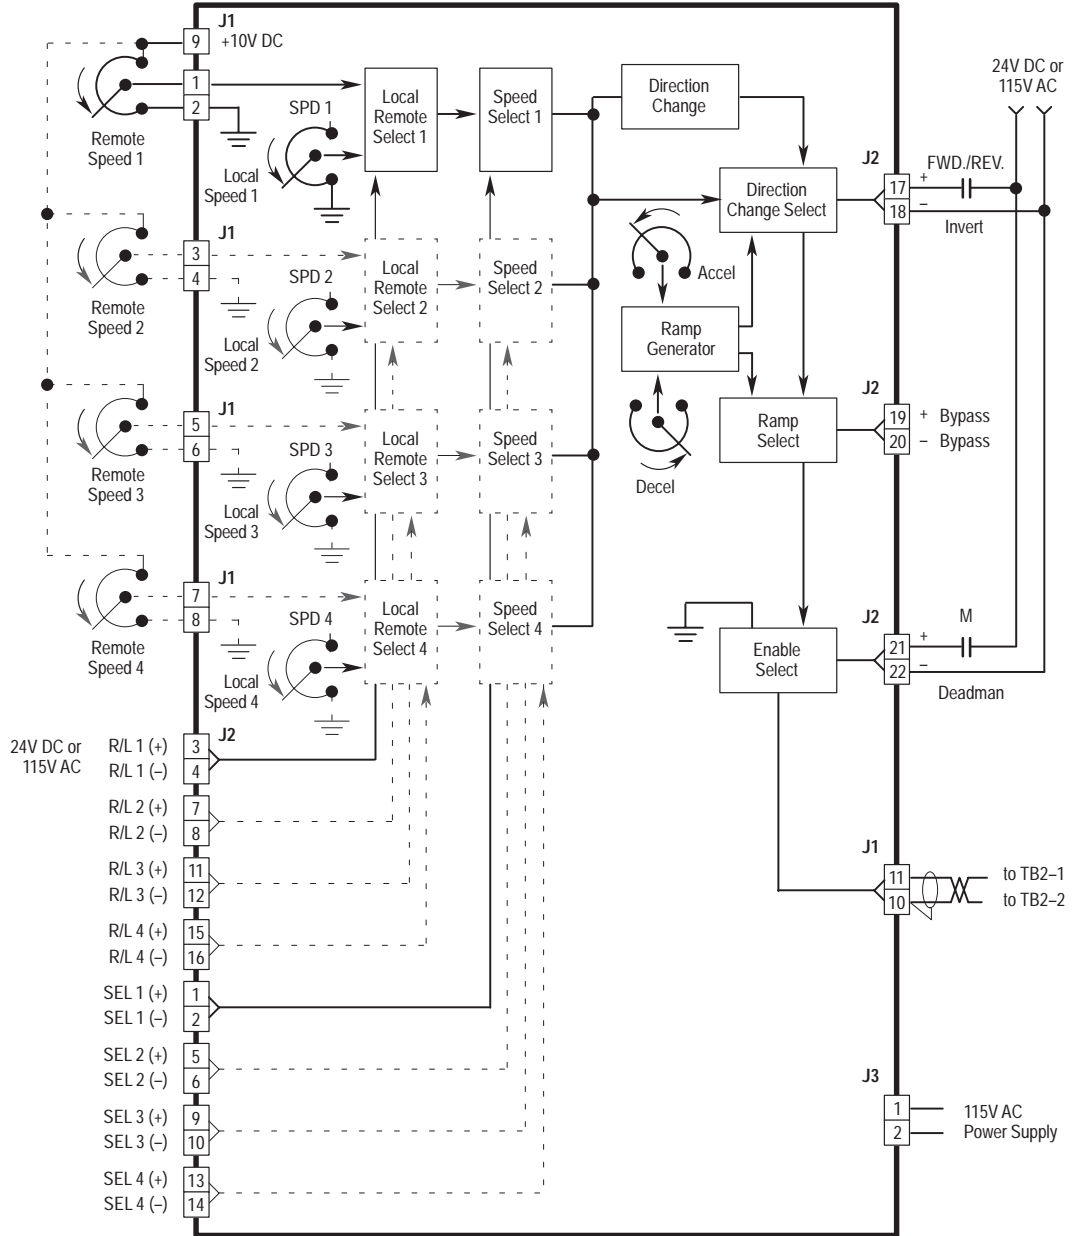 J1
9
+10V DC
1
2
Remote
Speed 1
SPD 1
Local
Speed 1
Local
Remote
Select 1
Speed
Select 1
Direction
Change
24V DC or
115V AC
J2
FWD./REV.
17
+
18
–
Invert
Direction
Change Select
J1
3
4
Remote
Speed 2
SPD 2
Local
Speed 2
Local
Remote
Select 2
Speed
Select 2
Accel
Ramp
Generator
Decel
J1
5
6
Remote
Speed 3
SPD 3
Local
Speed 3
Local
Remote
Select 3
Speed
Select 3
Ramp
Select
J2
19 + Bypass
20 – Bypass
J1
7
8
Remote
Speed 4
SPD 4
Local
Speed 4
Local
Remote
Select 4
Speed
Select 4
Enable
Select
J2
M
21
+
22
–
Deadman
J2
24V DC or
115V AC
R/L 1 (+) 3
R/L 1 (–) 4
R/L 2 (+) 7
R/L 2 (–) 8
R/L 3 (+) 11
R/L 3 (–) 12
R/L 4 (+) 15
R/L 4 (–) 16
SEL 1 (+) 1
SEL 1 (–) 2
SEL 2 (+) 5
SEL 2 (–) 6
SEL 3 (+) 9
SEL 3 (–) 10
SEL 4 (+) 13
SEL 4 (–) 14
J1
11 to TB2–1
10 to TB2–2
J3
1 115V AC
2 Power Supply